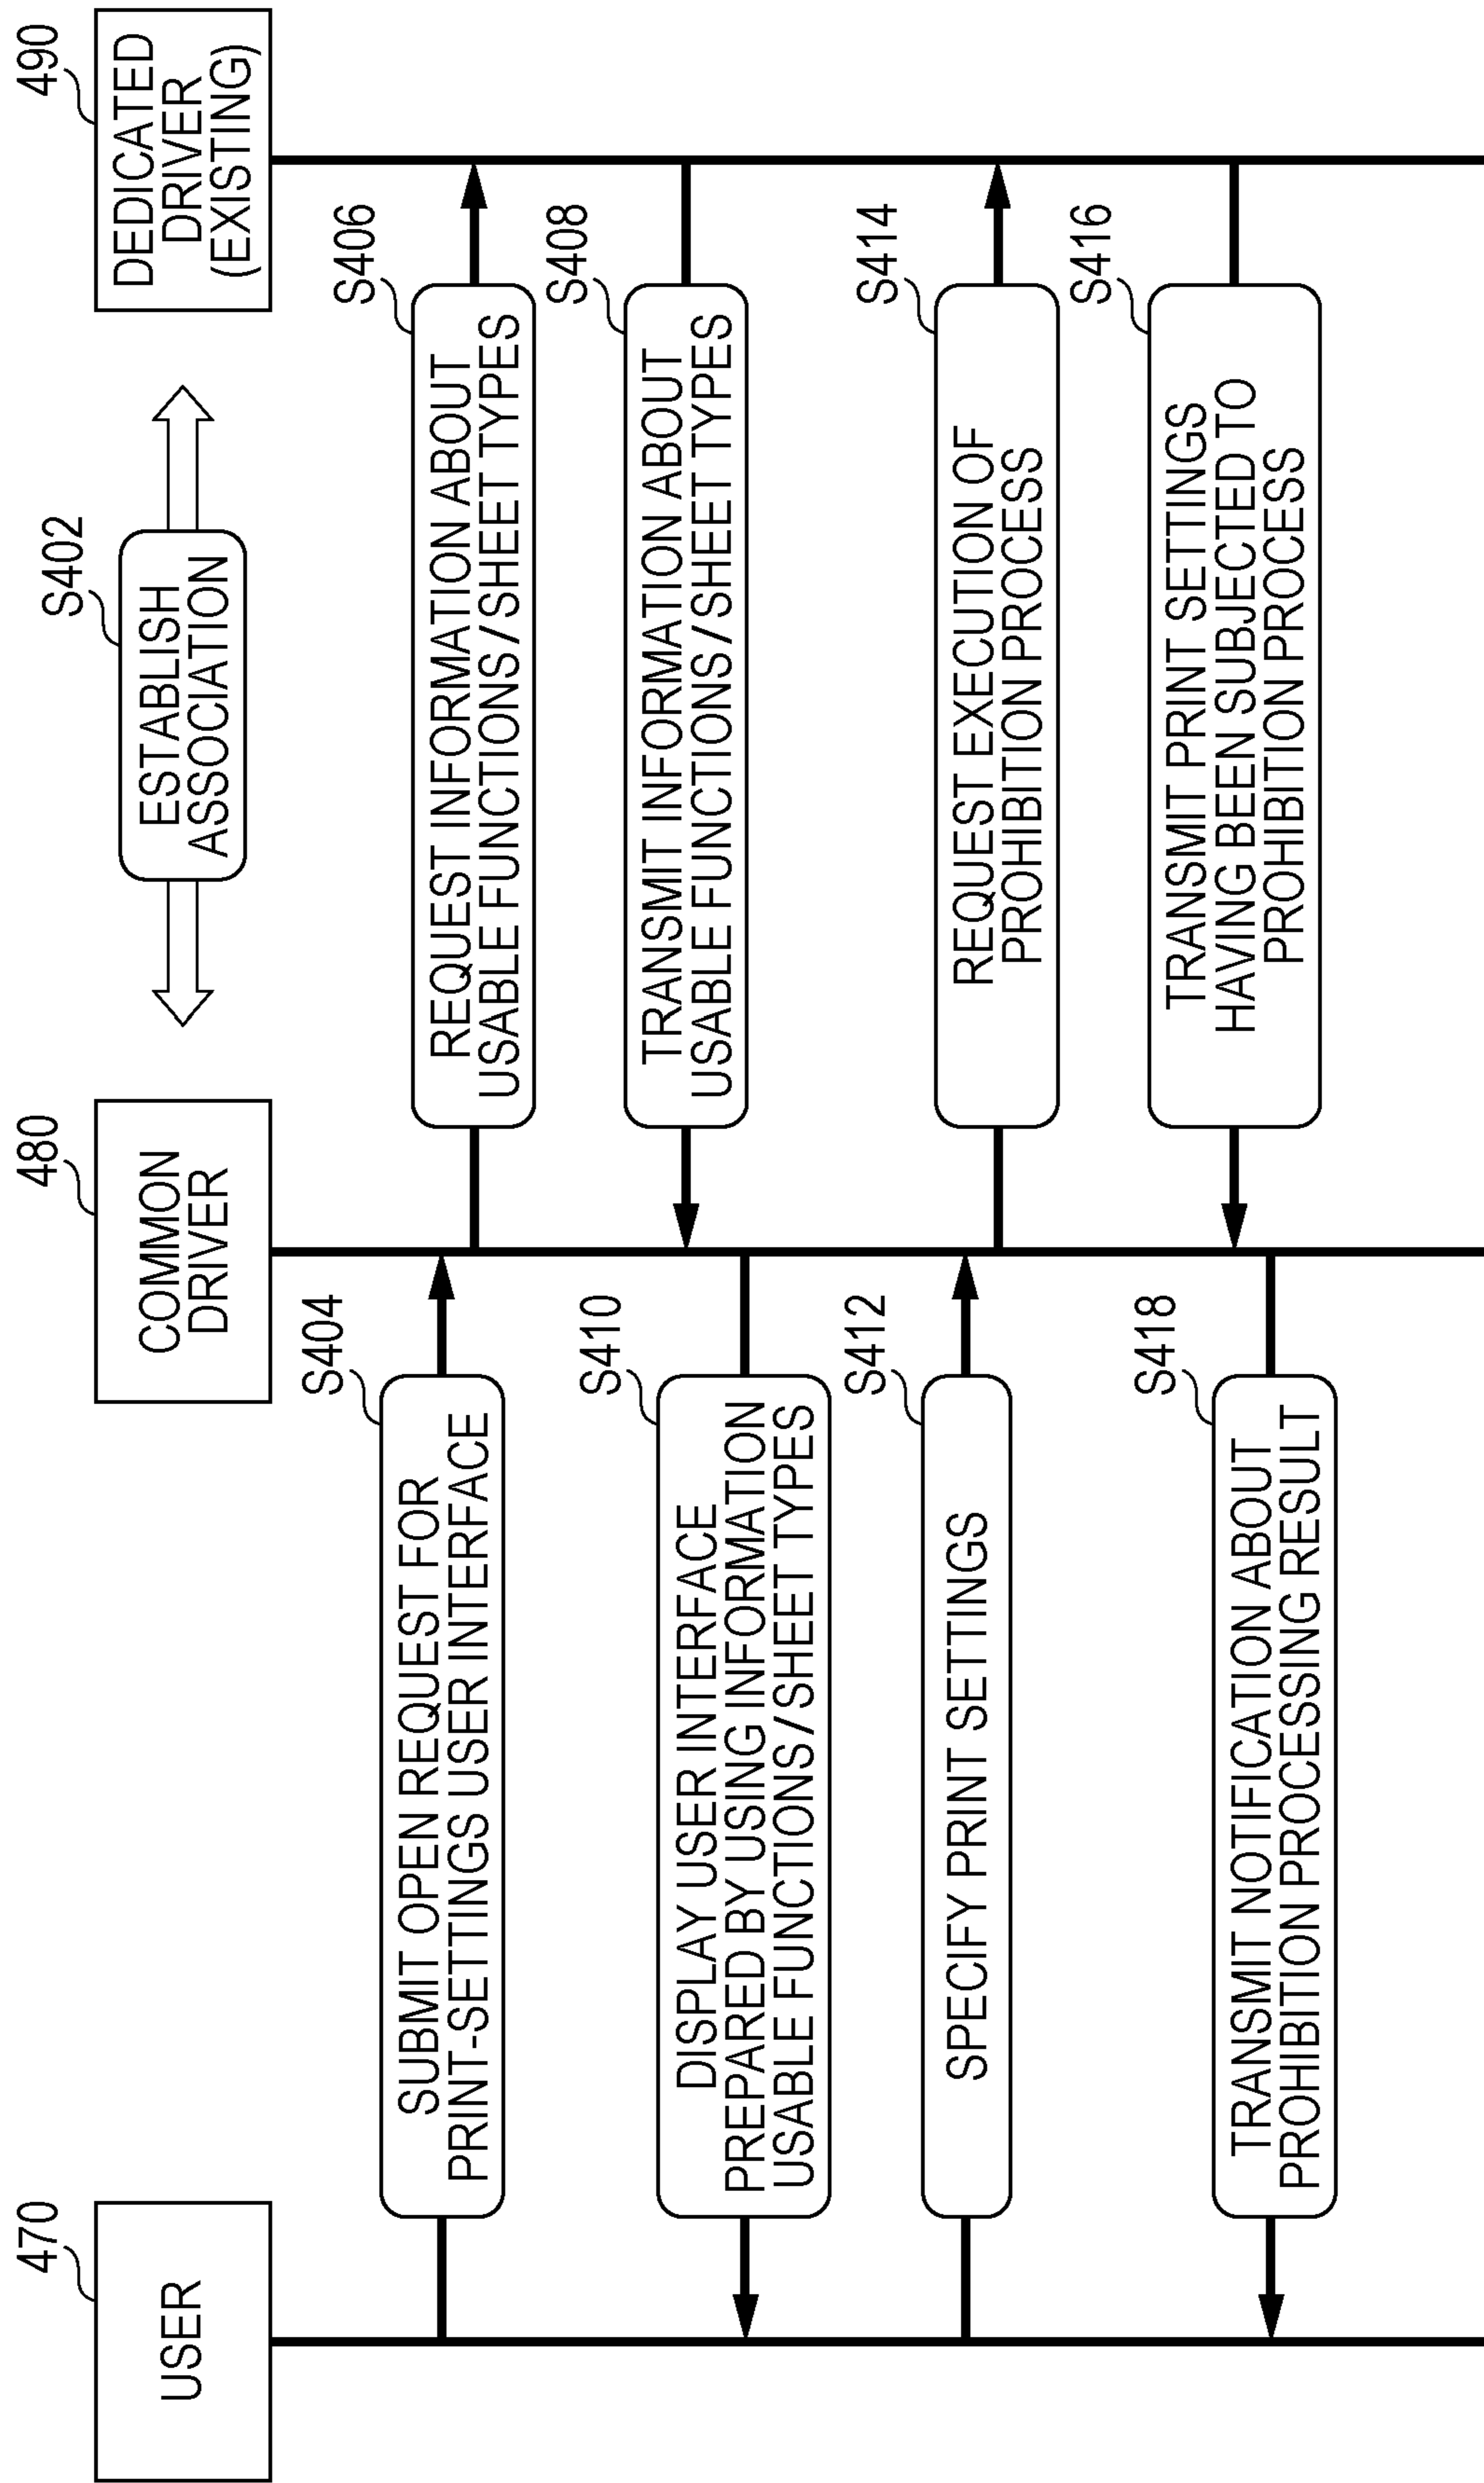 470
USER
480
COMMON
DRIVER
490
DEDICATED
DRIVER
(EXISTING)
S402
ESTABLISH
ASSOCIATION
S404
SUBMIT OPEN REQUEST FOR
PRINT-SETTINGS USER INTERFACE
S406
REQUEST INFORMATION ABOUT
USABLE FUNCTIONS/SHEET TYPES
S408
TRANSMIT INFORMATION ABOUT
USABLE FUNCTIONS/SHEET TYPES
S410
DISPLAY USER INTERFACE
PREPARED BY USING INFORMATION
USABLE FUNCTIONS/SHEET TYPES
S412
SPECIFY PRINT SETTINGS
S414
REQUEST EXECUTION OF
PROHIBITION PROCESS
S416
TRANSMIT PRINT SETTINGS
HAVING BEEN SUBJECTED TO
PROHIBITION PROCESS
S418
TRANSMIT NOTIFICATION ABOUT
PROHIBITION PROCESSING RESULT